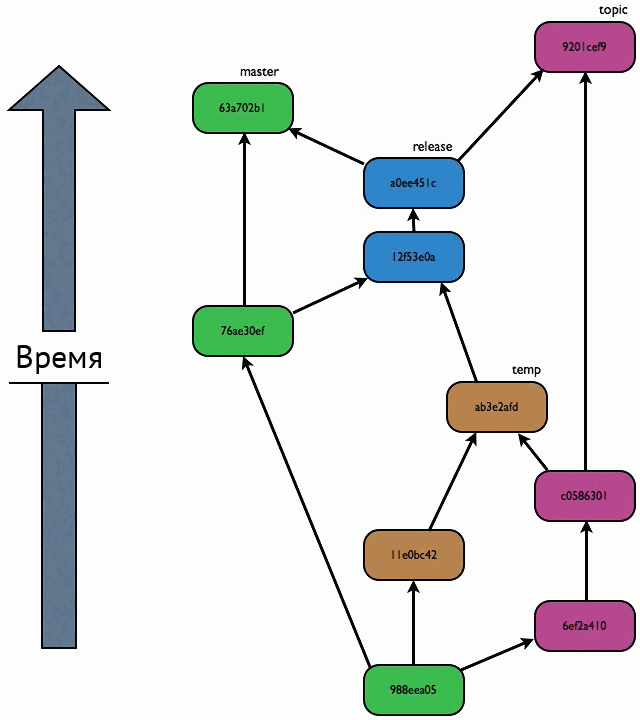 topic
9201cef9
master
63a702b1
release
a0ee451c
12f53e0a
76ae30ef
Время
temp
ab3e2afd
c0586301
11e0bc42
6ef2a410
988eea05